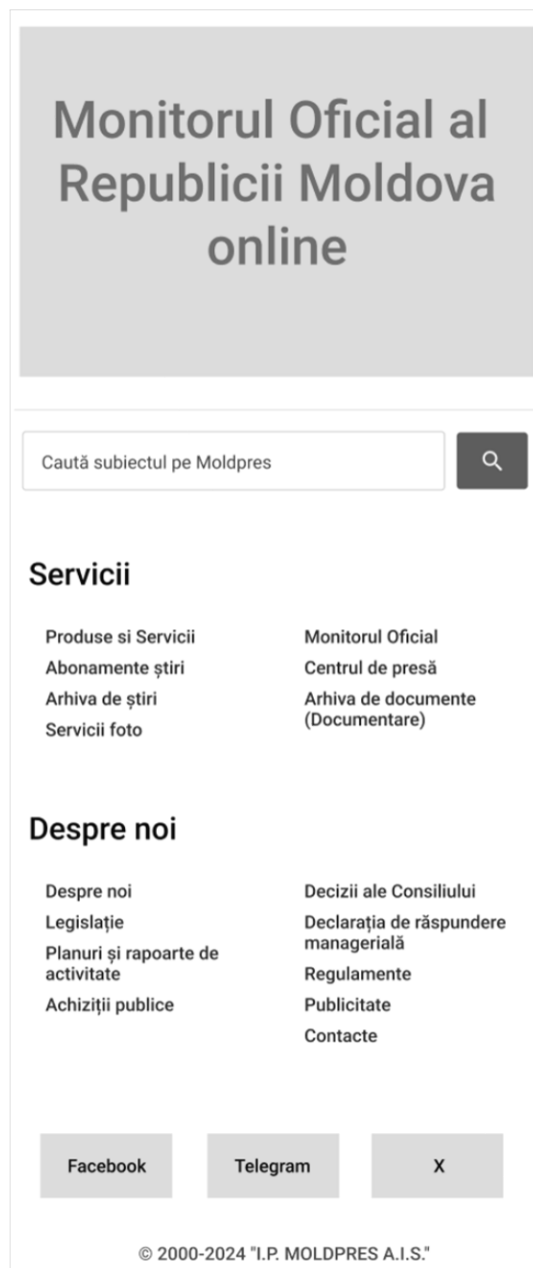 Monitorul Oficial al
Republicii Moldova
online
Caută subiectul pe Moldpres
Servicii
Produse si Servicii
Abonamente știri
Arhiva de știri
Servicii foto
Monitorul Oficial
Centrul de presă
Arhiva de documente
(Documentare)
Despre noi
Despre noi
Legislație
Planuri și rapoarte de
activitate
Achiziții publice
Decizii ale Consiliului
Declarația de răspundere
managerială
Regulamente
Publicitate
Contacte
Facebook
Telegram
X
© 2000-2024 "I.P. MOLDPRES A.I.S."